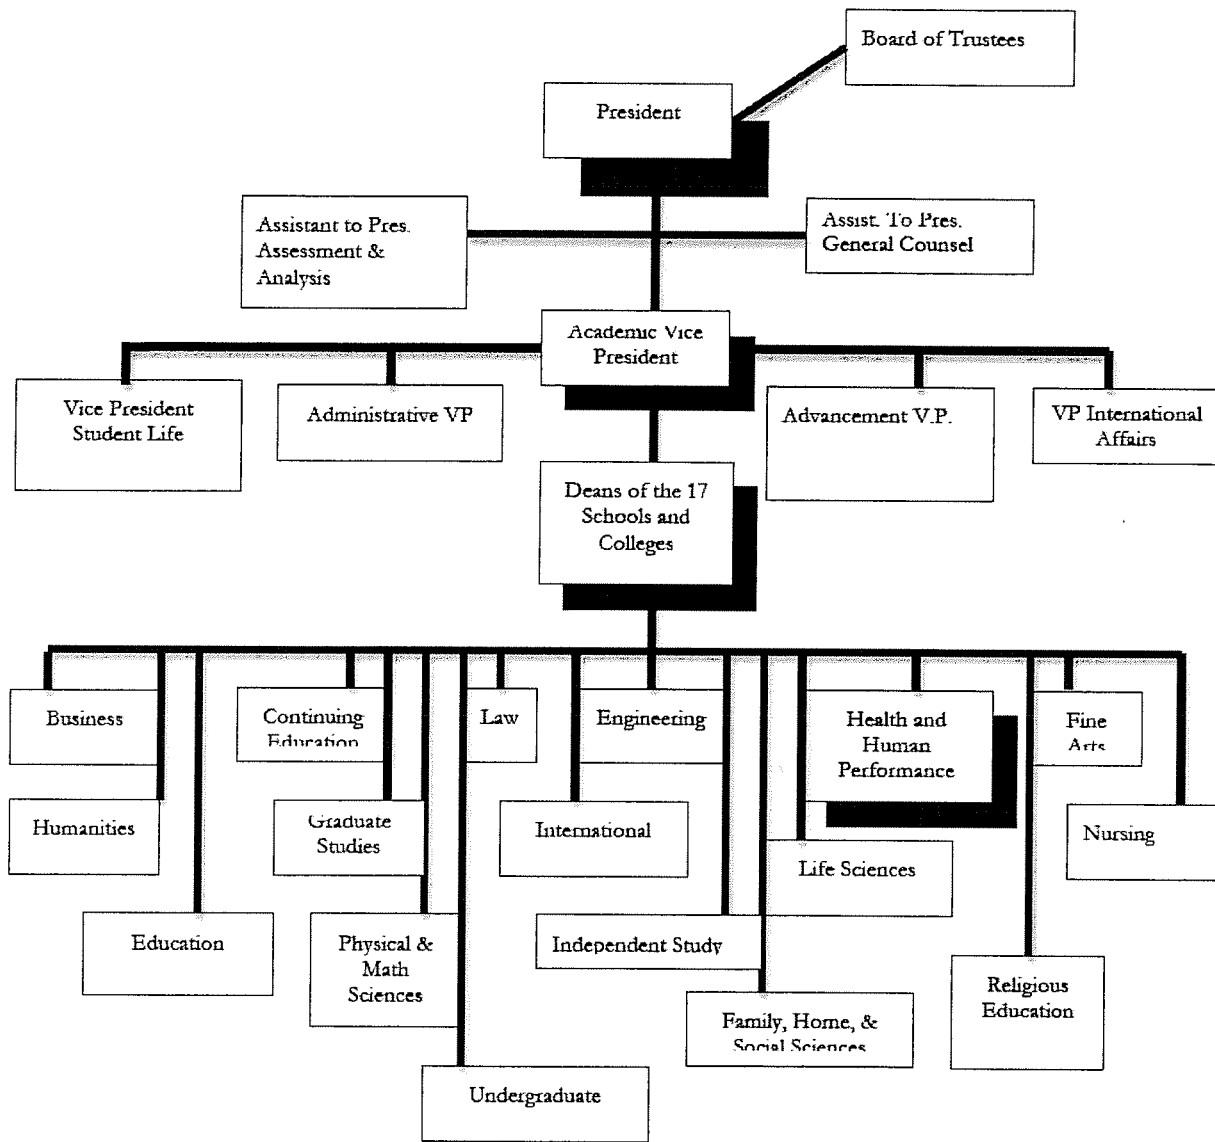 Board of Trustees
President
Assistant to Pres.
Assessment &
Analysis
Assist. To Pres.
General Counsel
Academic Vice
President
Vice President
Student Life
Administrative VP
Advancement V.P.
VP International
Affairs
Deans of the 17
Schools and
Colleges
Business
Continuing
Education
Law
Engineering
Health and
Human
Performance
Fine
Arts
Humanities
Graduate
Studies
International
Life Sciences
Nursing
Education
Physical &
Math
Sciences
Independent Study
Family, Home, &
Social Sciences
Religious
Education
Undergraduate